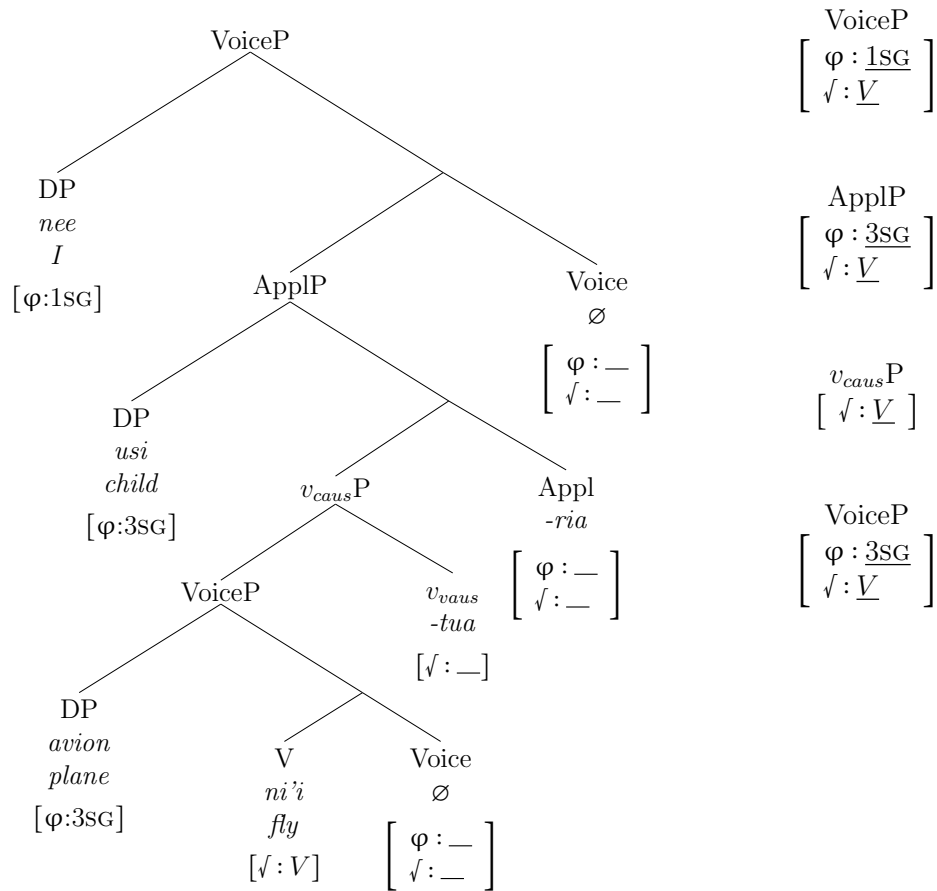 VoiceP
DP
nee
I
[φ:1SG]
ApplP
Voice
∅
[ φ : __
√ : __ ]
DP
usi
child
[φ:3SG]
v_causP
Appl
-ria
[ φ : __
√ : __ ]
VoiceP
v_vaus
-tua
[√ : __]
DP
avion
plane
[φ:3SG]
V
ni'i
fly
[√ : V]
Voice
∅
[ φ : __
√ : __ ]
VoiceP
[ φ : 1SG
√ : V ]
ApplP
[ φ : 3SG
√ : V ]
v_causP
[ √ : V ]
VoiceP
[ φ : 3SG
√ : V ]